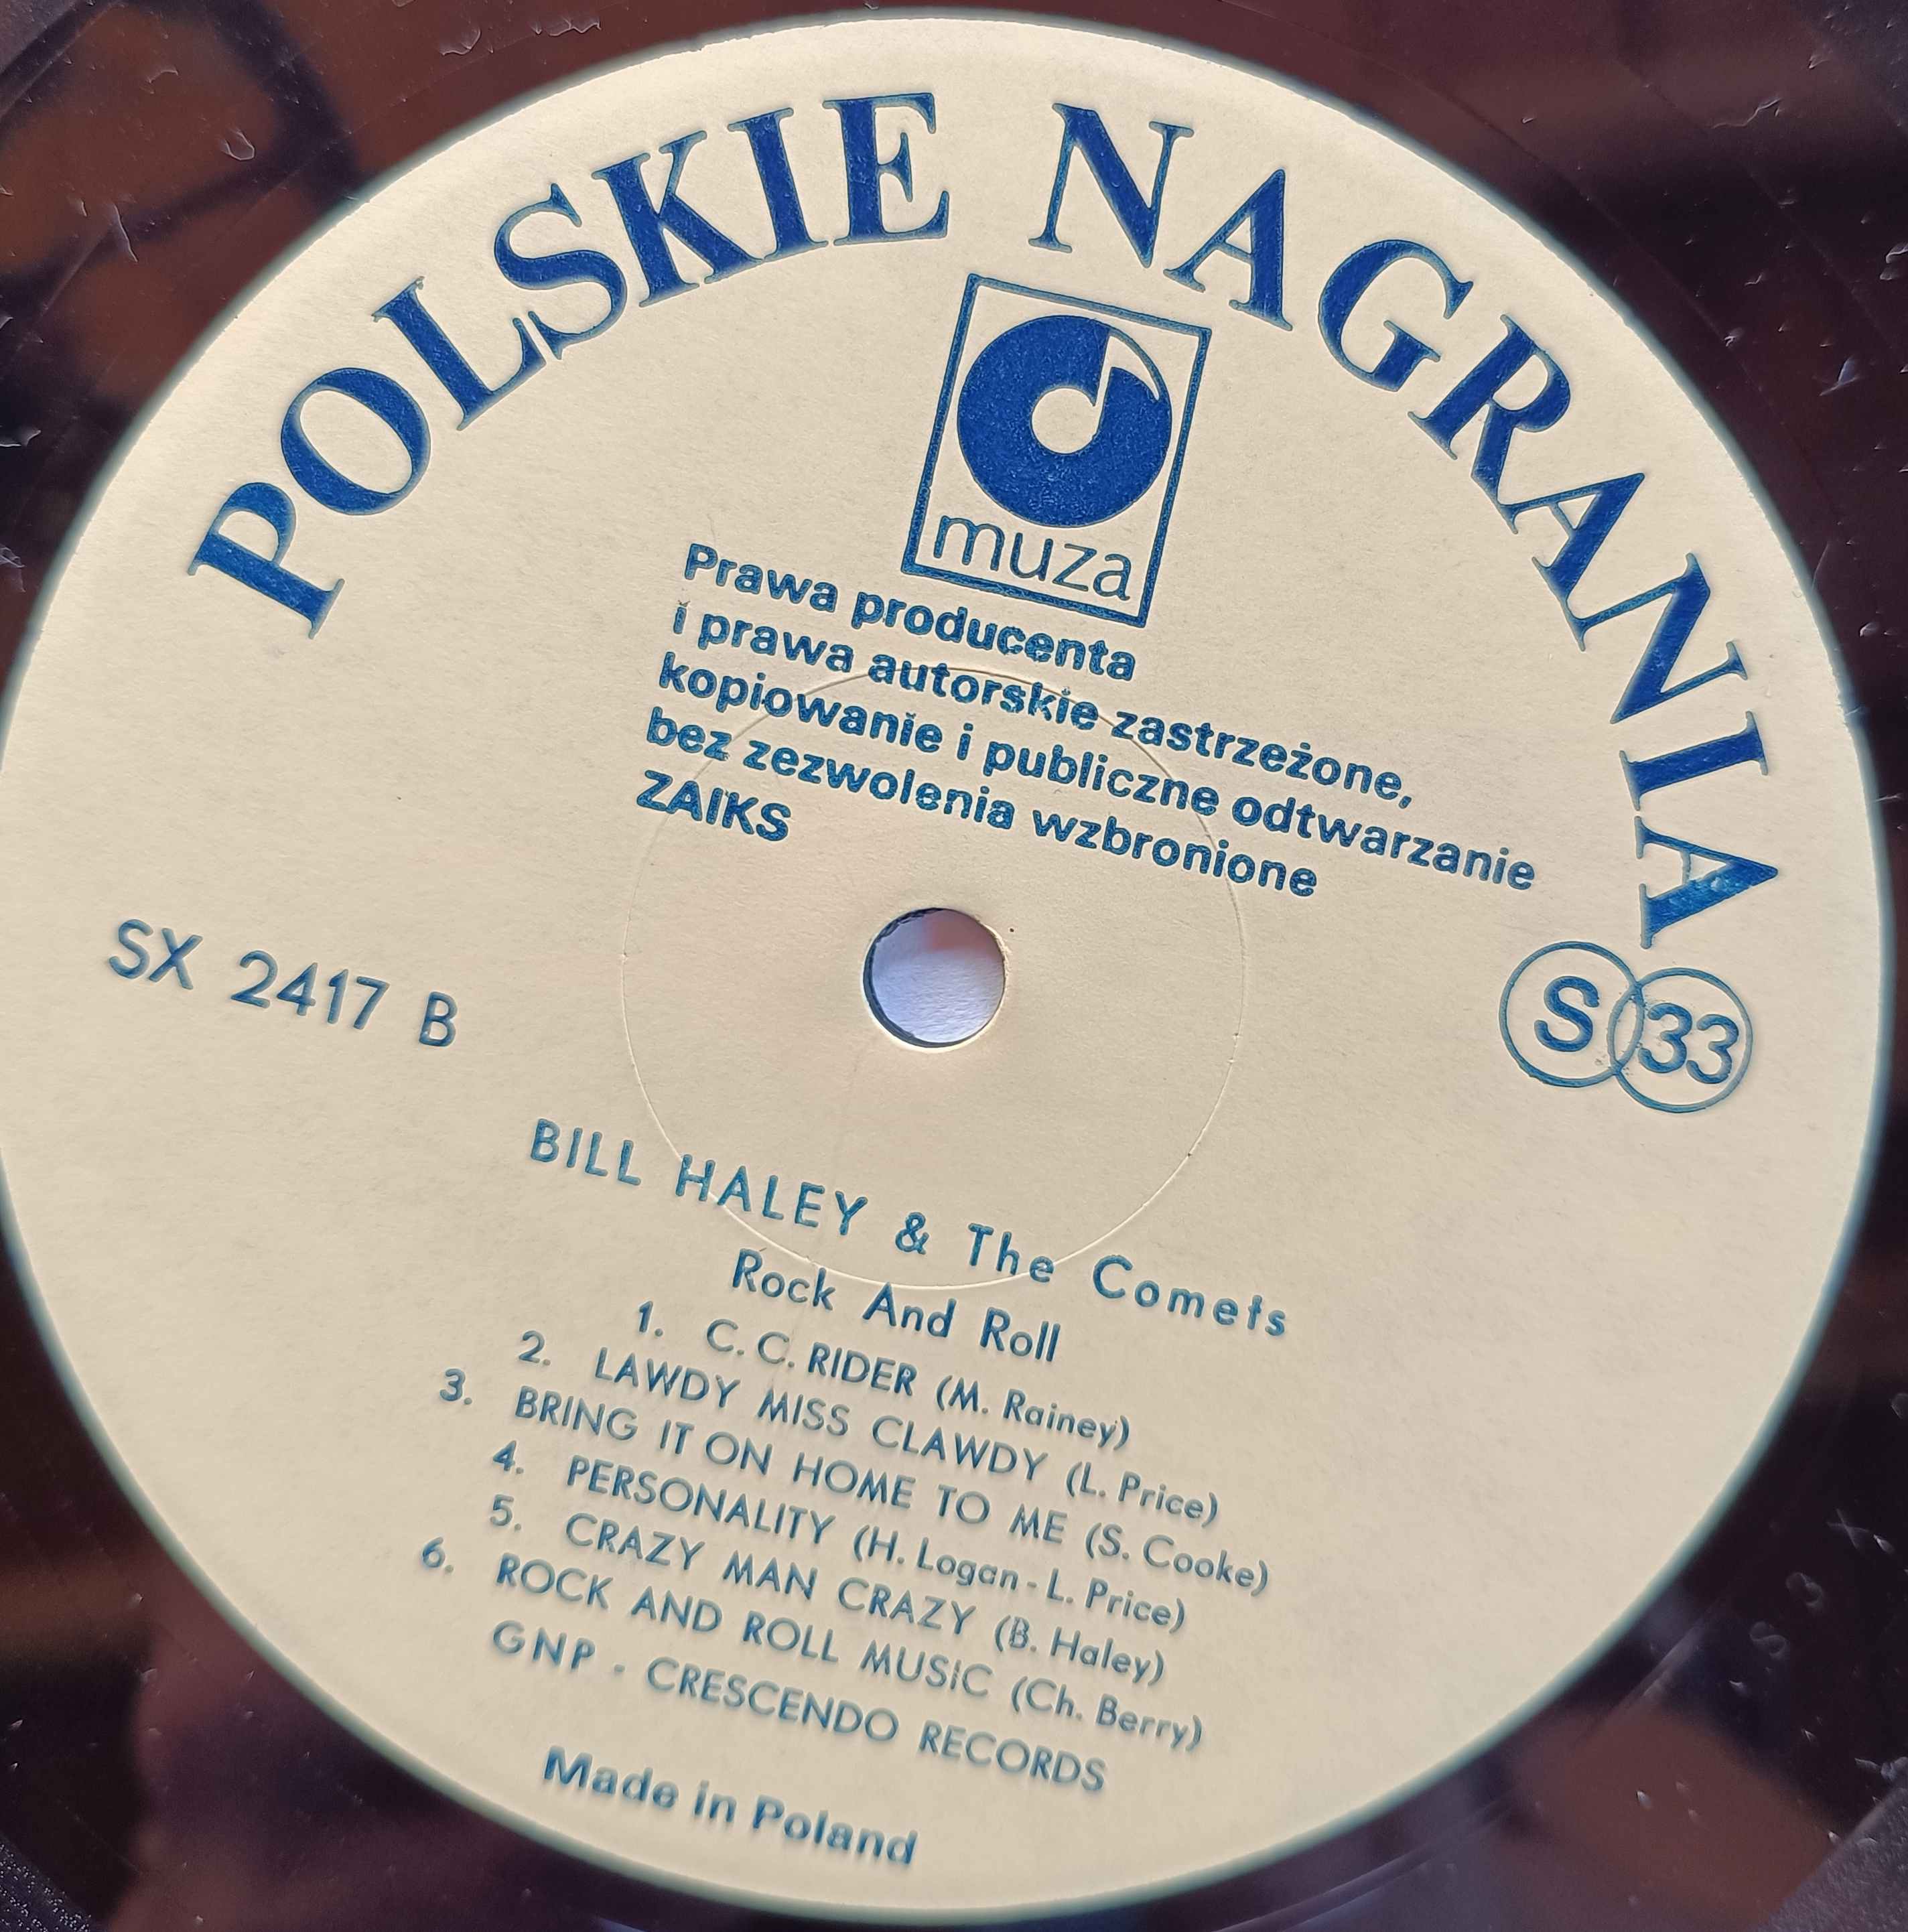 POLSKIE NAGRANIA
muza
Prawa producenta
i prawa autorskie zastrzeżone,
kopiowanie i publiczne odtwarzanie
bez zezwolenia wzbronione
ZAIKS
SX 2417 B
S 33
BILL HALEY & The Comets
Rock And Roll
1. C. C. RIDER (M. Rainey)
2. LAWDY MISS CLAWDY (L. Price)
3. BRING IT ON HOME TO ME (S. Cooke)
4. PERSONALITY (H. Logan - L. Price)
5. CRAZY MAN CRAZY (B. Haley)
6. ROCK AND ROLL MUSIC (Ch. Berry)
GNP - CRESCENDO RECORDS
Made in Poland